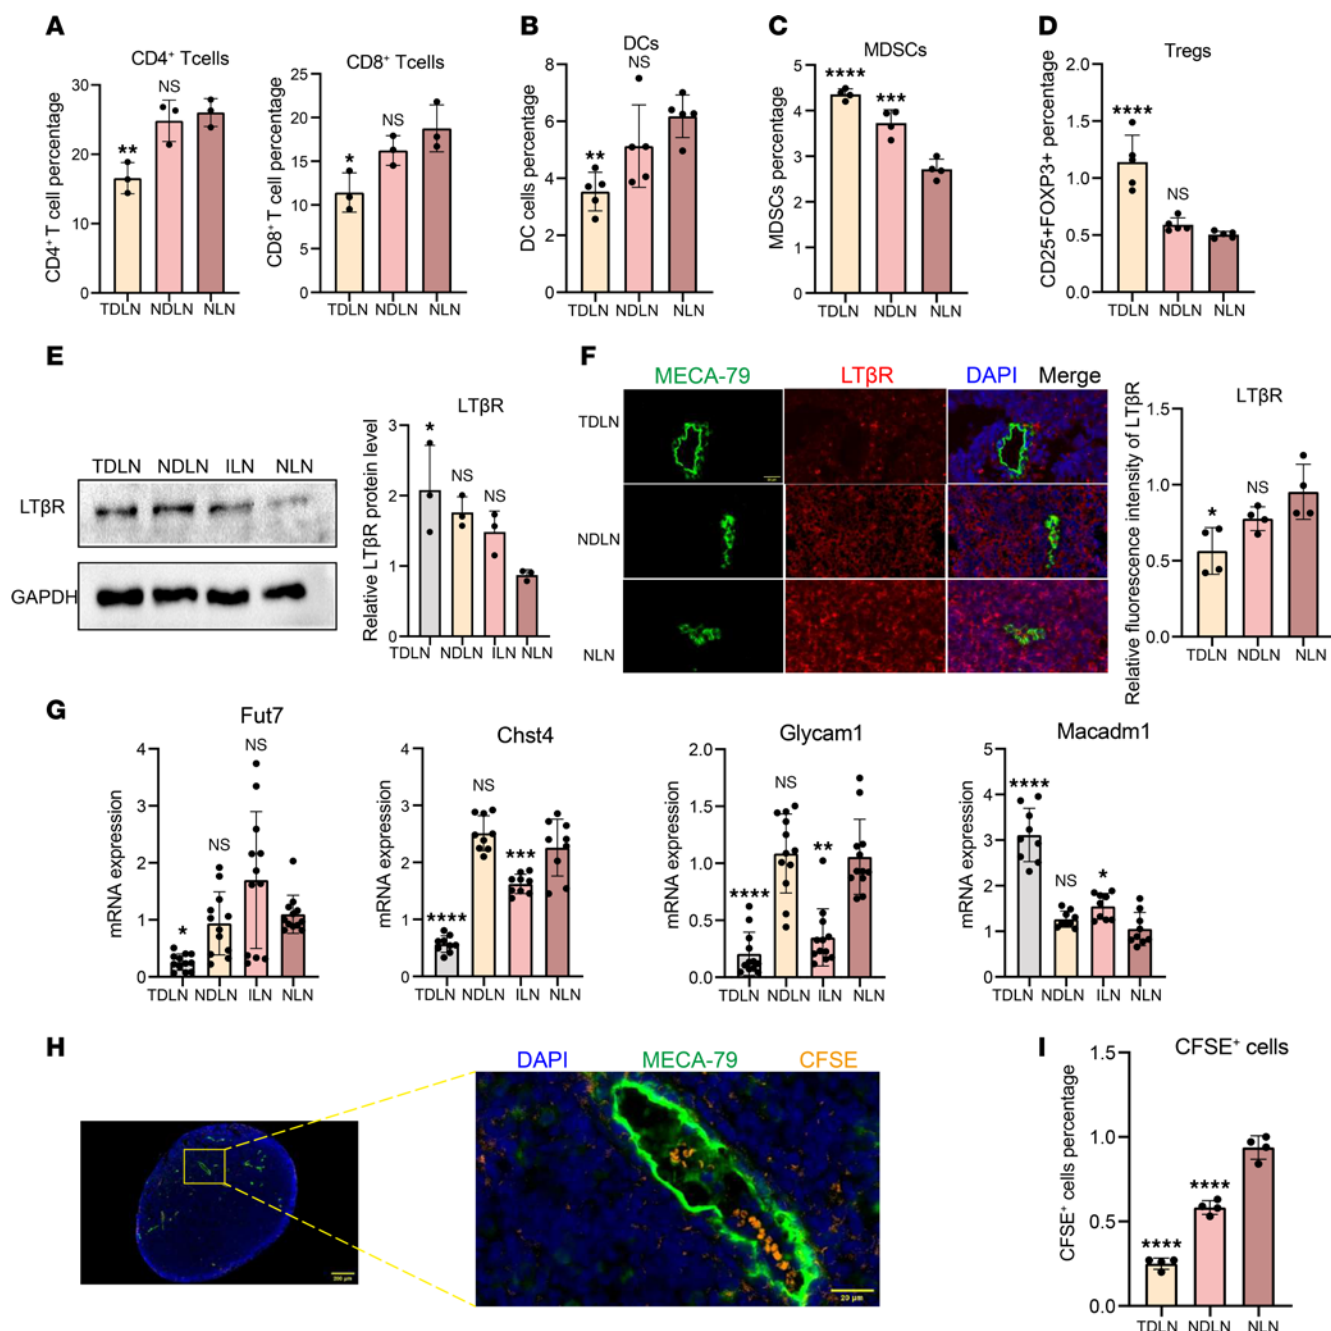 A
CD4⁺ Tcells
CD4⁺ T cell percentage
30
20
10
0
**
NS
TDLN NDLN NLN
CD8⁺ Tcells
CD8⁺ T cell percentage
25
20
15
10
5
0
*
NS
TDLN NDLN NLN
B
DCs
DC cells percentage
8
6
4
2
0
**
NS
TDLN NDLN NLN
C
MDSCs
MDSCs percentage
5
4
3
2
1
0
****
***
TDLN NDLN NLN
D
Tregs
CD25+FOXP3+ percentage
2.0
1.5
1.0
0.5
0.0
****
NS
TDLN NDLN NLN
E
TDLN NDLN ILN NLN
LTβR
GAPDH
LTβR
Relative LTβR protein level
3
2
1
0
*
NS
NS
TDLN NDLN ILN NLN
F
MECA-79 LTβR DAPI Merge
TDLN
NDLN
NLN
LTβR
Relative fluorescence intensity of LTβR
1.5
1.0
0.5
0.0
*
NS
TDLN NDLN NLN
G
Fut7
mRNA expression
4
3
2
1
0
*
NS
NS
TDLN NDLN ILN NLN
Chst4
mRNA expression
4
3
2
1
0
****
NS
***
TDLN NDLN ILN NLN
Glycam1
mRNA expression
2.0
1.5
1.0
0.5
0.0
****
NS
**
TDLN NDLN ILN NLN
Macadm1
mRNA expression
5
4
3
2
1
0
****
NS
*
TDLN NDLN ILN NLN
H
DAPI MECA-79 CFSE
200 μm
20 μm
I
CFSE⁺ cells
CFSE⁺ cells percentage
1.5
1.0
0.5
0.0
****
****
TDLN NDLN NLN